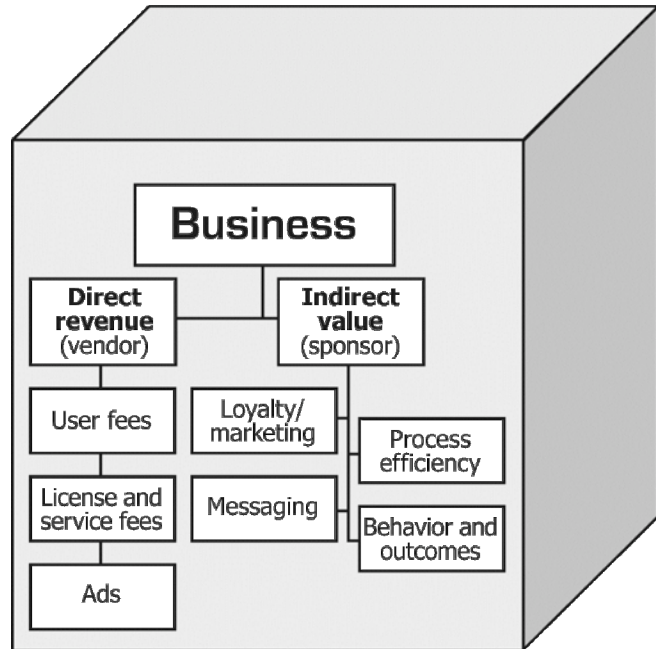 Business
Direct
revenue
(vendor)
Indirect
value
(sponsor)
User fees
License and
service fees
Ads
Loyalty/
marketing
Process
efficiency
Messaging
Behavior and
outcomes